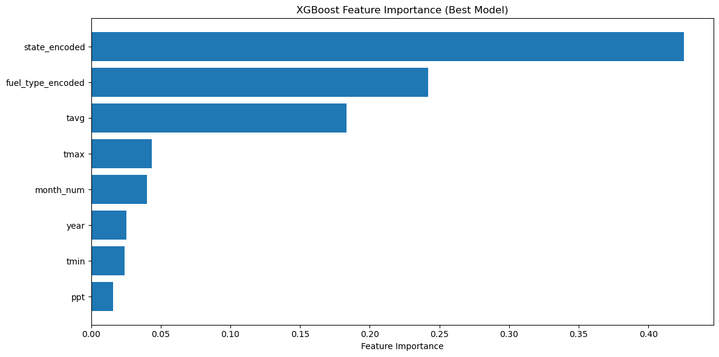 XGBoost Feature Importance (Best Model)
state_encoded
fuel_type_encoded
tavg
tmax
month_num
year
tmin
ppt
0.00 0.05 0.10 0.15 0.20 0.25 0.30 0.35 0.40
Feature Importance